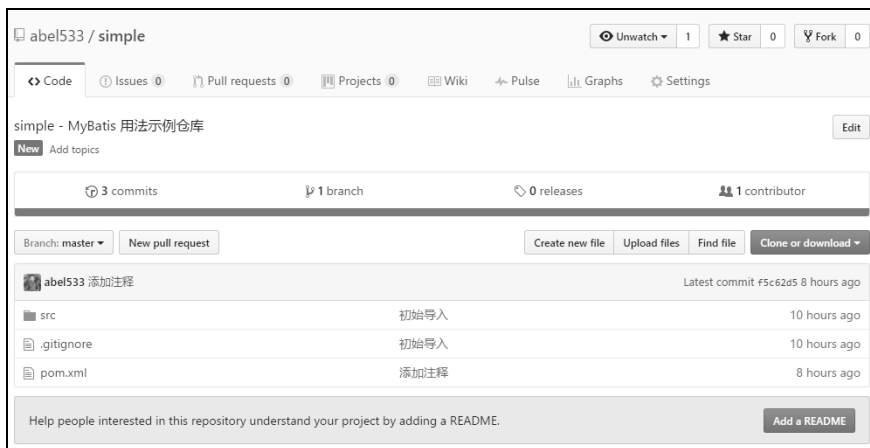 abel533 / simple
Unwatch 1 Star 0 Fork 0
Code Issues 0 Pull requests 0 Projects 0 Wiki Pulse Graphs Settings
simple - MyBatis 用法示例仓库
Edit
New Add topics
3 commits 1 branch 0 releases 1 contributor
Branch: master New pull request Create new file Upload files Find file Clone or download
abel533 添加注释 Latest commit f5c62d5 8 hours ago
src 初始导入 10 hours ago
.gitignore 初始导入 10 hours ago
pom.xml 添加注释 8 hours ago
Help people interested in this repository understand your project by adding a README. Add a README